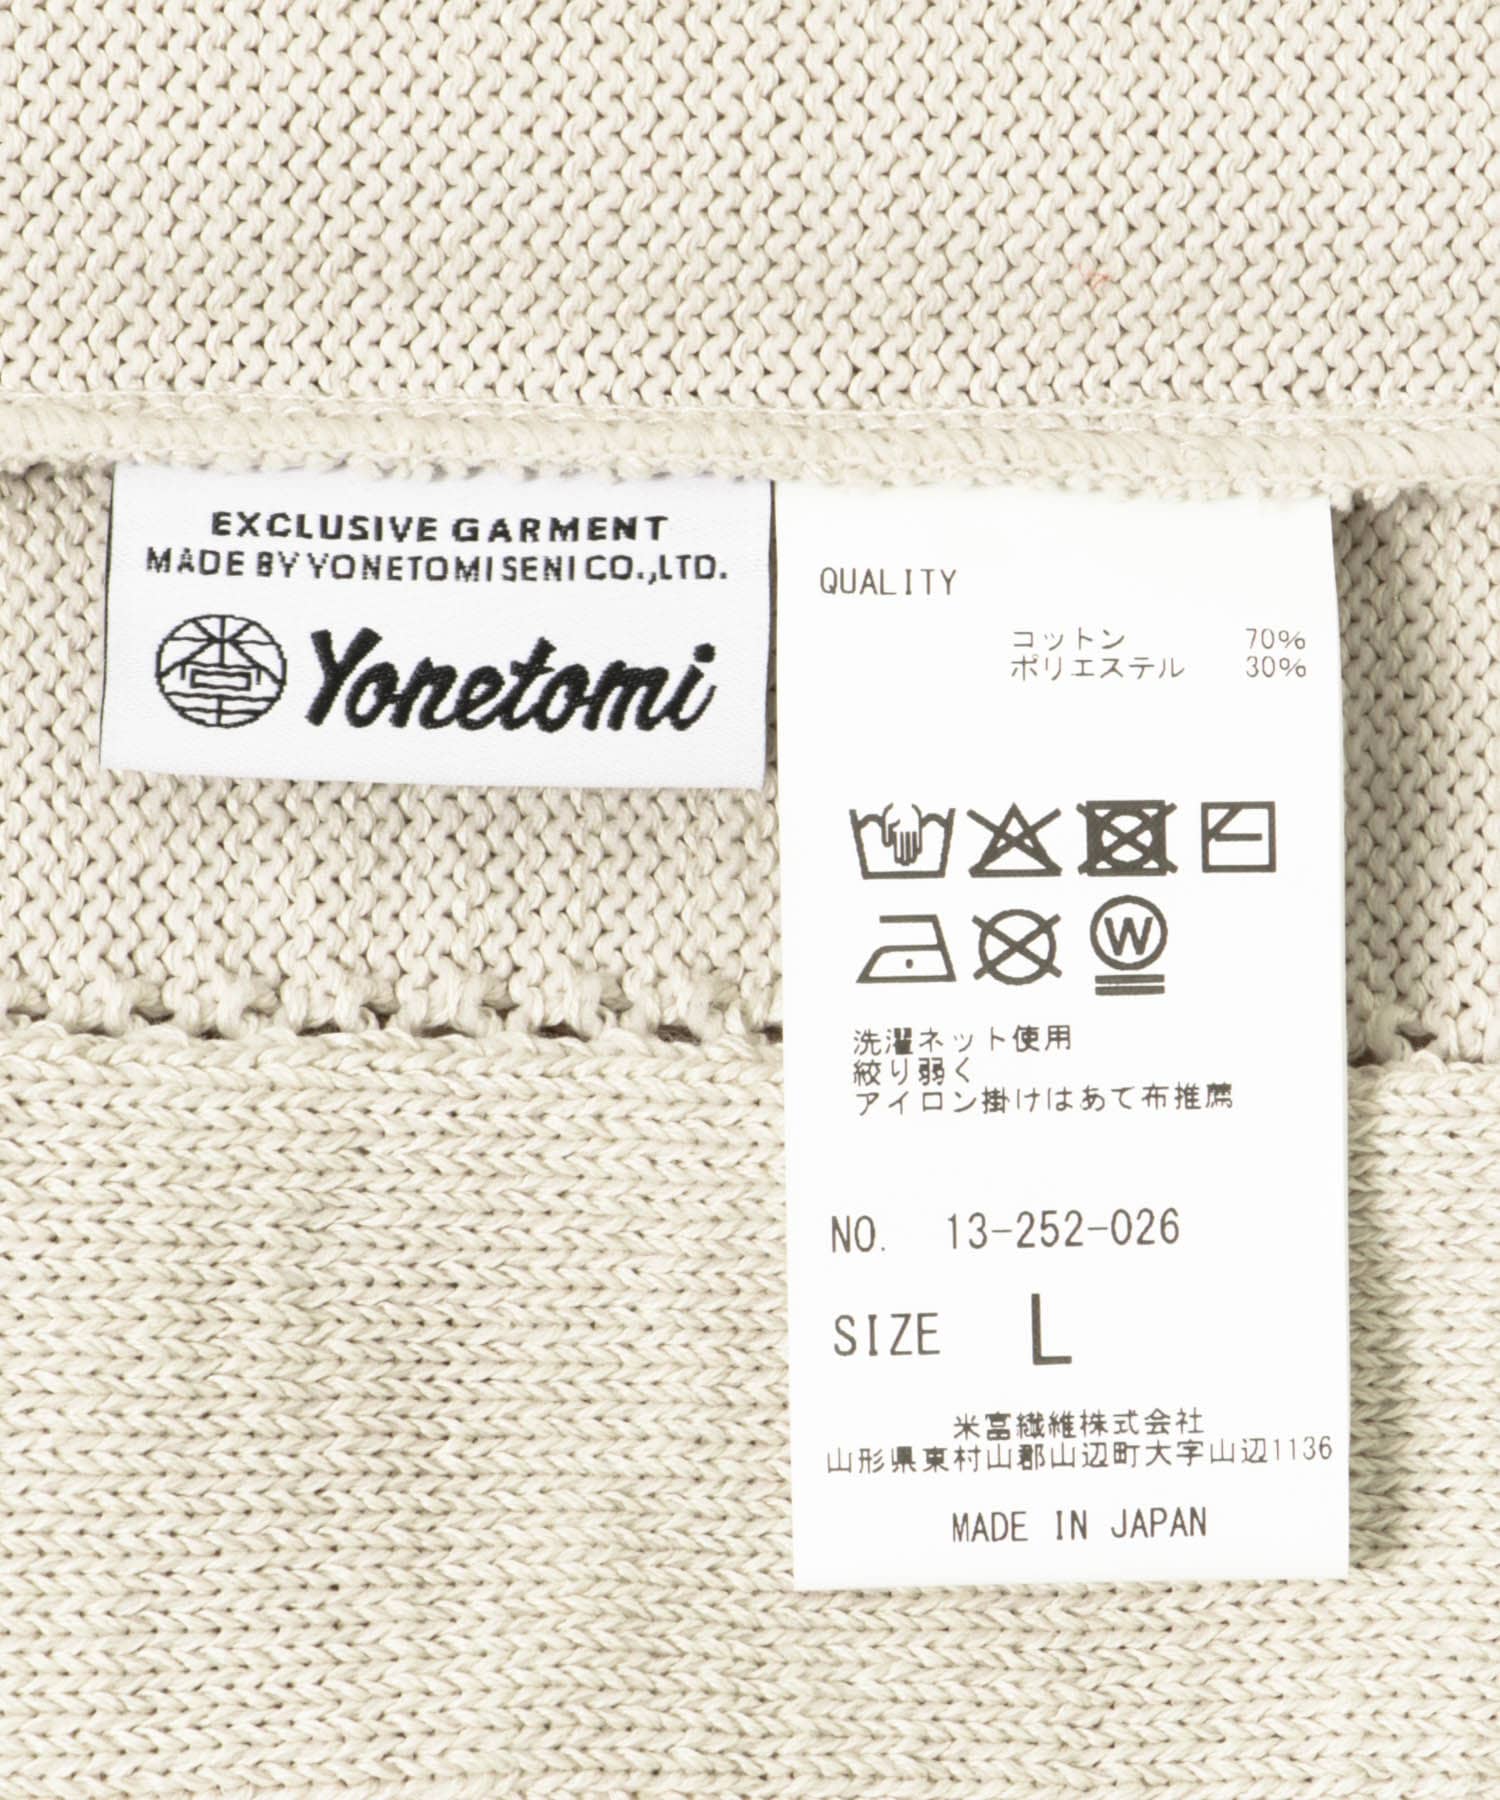 EXCLUSIVE GARMENT
MADE BY YONETOMI SENI CO.,LTD.
Yonetomi
QUALITY
コットン 70%
ポリエステル 30%
W
洗濯ネット使用
絞り弱く
アイロン掛けはあて布推薦
NO. 13-252-026
SIZE L
米富繊維株式会社
山形県東村山郡山辺町大字山辺1136
MADE IN JAPAN